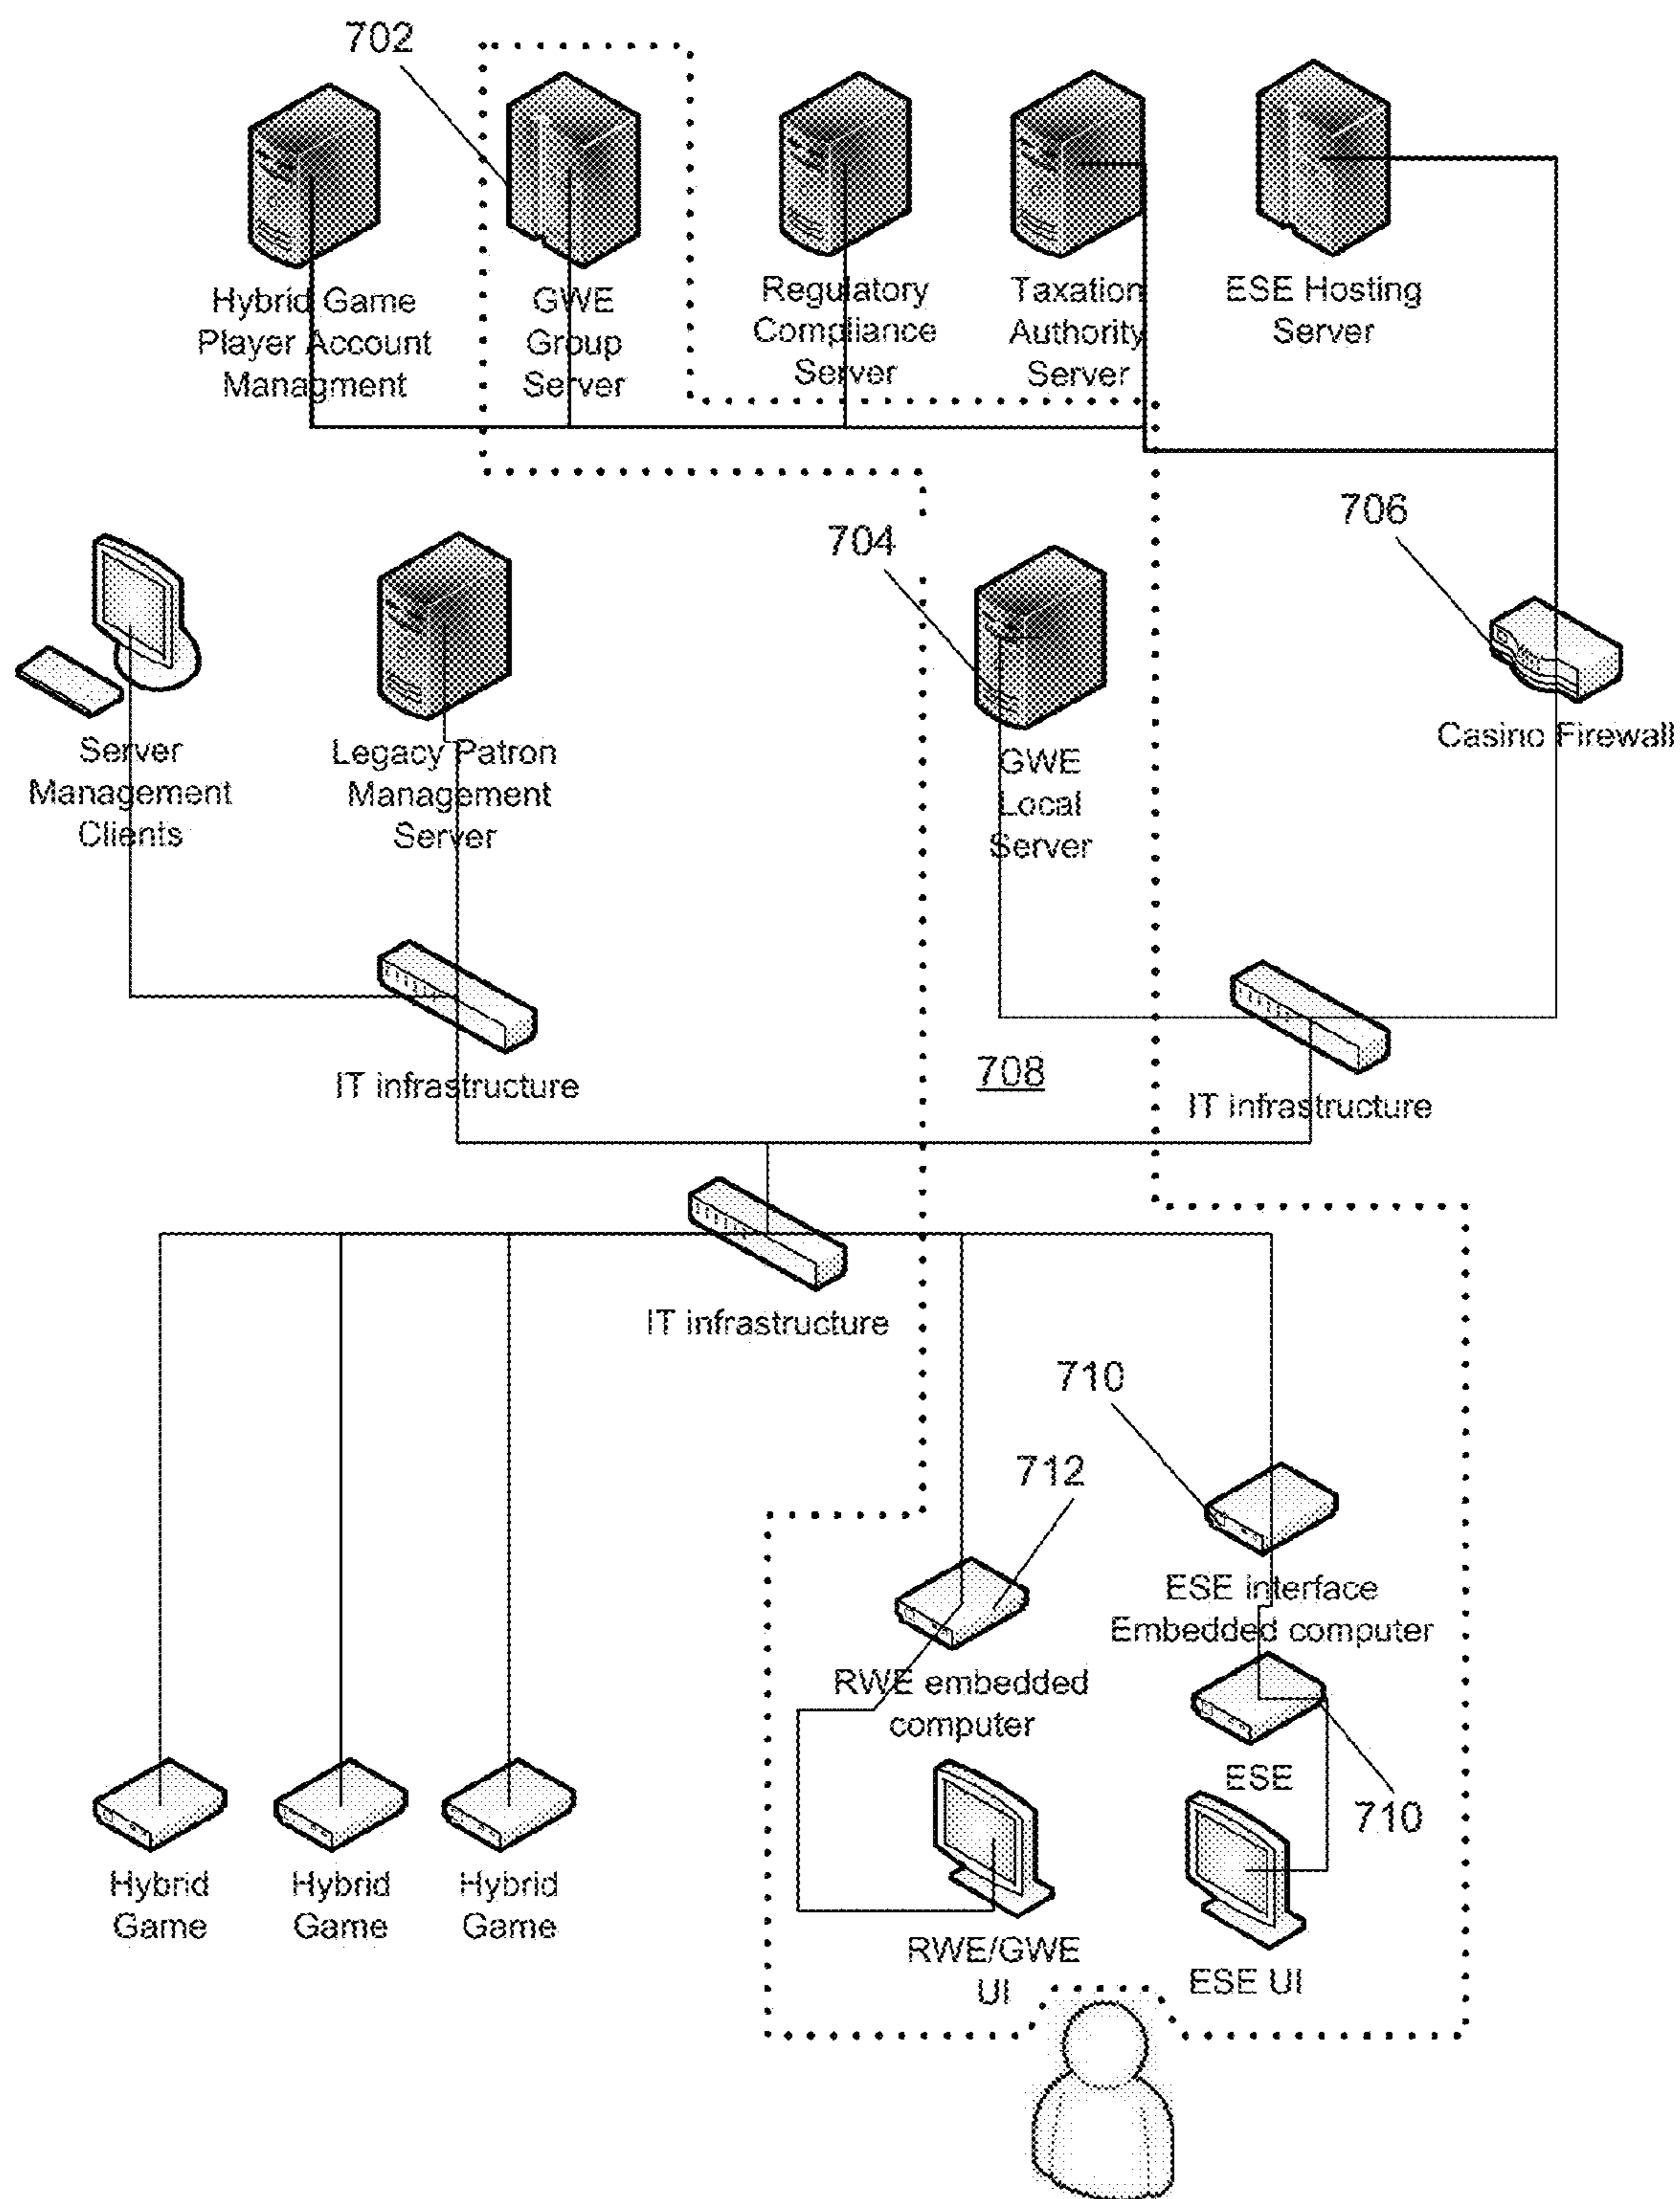 702
Hybrid Game
Player Account
Managment
GWE
Group
Server
Regulatory
Compliance
Server
Taxation
Authority
Server
ESE Hosting
Server
704
706
Server
Management
Clients
Legacy Patron
Management
Server
GWE
Local
Server
Casino Firewall
IT infrastructure
708
IT infrastructure
IT infrastructure
710
712
ESE interface
Embedded computer
RWE embedded
computer
ESE
710
Hybrid
Game
Hybrid
Game
Hybrid
Game
RWE/GWE
UI
ESE UI